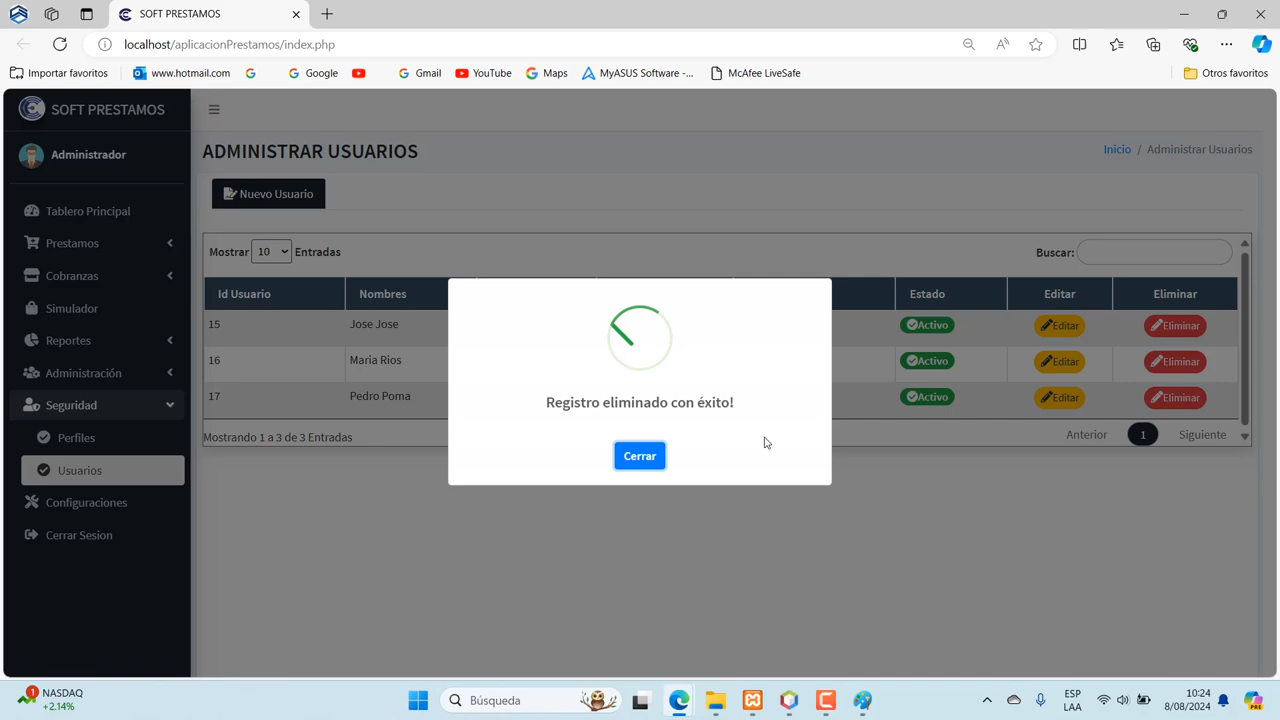 SOFT PRESTAMOS
localhost/aplicacionPrestamos/index.php
Importar favoritos
www.hotmail.com
Google
Gmail
YouTube
Maps
MyASUS Software -...
McAfee LiveSafe
Otros favoritos
SOFT PRESTAMOS
Administrador
Tablero Principal
Prestamos
Cobranzas
Simulador
Reportes
Administración
Seguridad
Perfiles
Usuarios
Configuraciones
Cerrar Sesion
ADMINISTRAR USUARIOS
Inicio / Administrar Usuarios
Nuevo Usuario
Mostrar 10 Entradas
Buscar:
Id Usuario Nombres Estado Editar Eliminar
15 Jose Jose Activo Editar Eliminar
16 Maria Rios Activo Editar Eliminar
17 Pedro Poma Activo Editar Eliminar
Mostrando 1 a 3 de 3 Entradas
Anterior 1 Siguiente
Registro eliminado con éxito!
Cerrar
1
NASDAQ
+2.14%
Búsqueda
ESP
LAA
10:24
8/08/2024
PRE